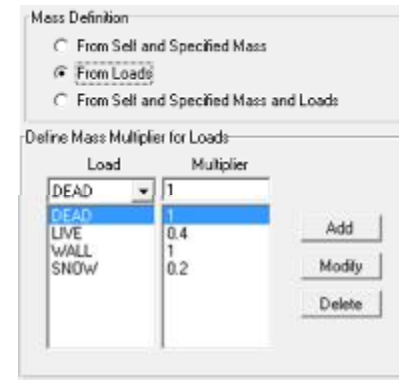 Mass Definition
From Self and Specified Mass
From Loads
From Self and Specified Mass and Loads
Define Mass Multiplier for Loads
Load Multiplier
DEAD 1
DEAD 1
LIVE 0.4
WALL 1
SNOW 0.2
Add
Modify
Delete